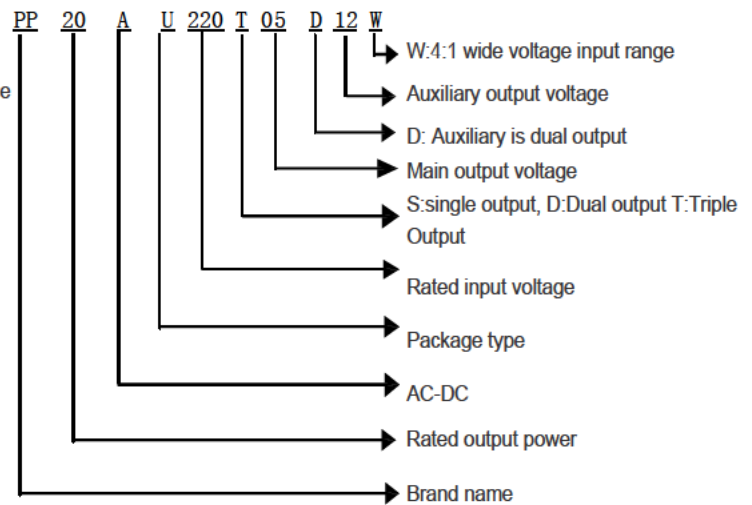 PP 20 A U 220 T 05 D 12 W
W:4:1 wide voltage input range
e
Auxiliary output voltage
D: Auxiliary is dual output
Main output voltage
S:single output, D:Dual output T:Triple
Output
Rated input voltage
Package type
AC-DC
Rated output power
Brand name